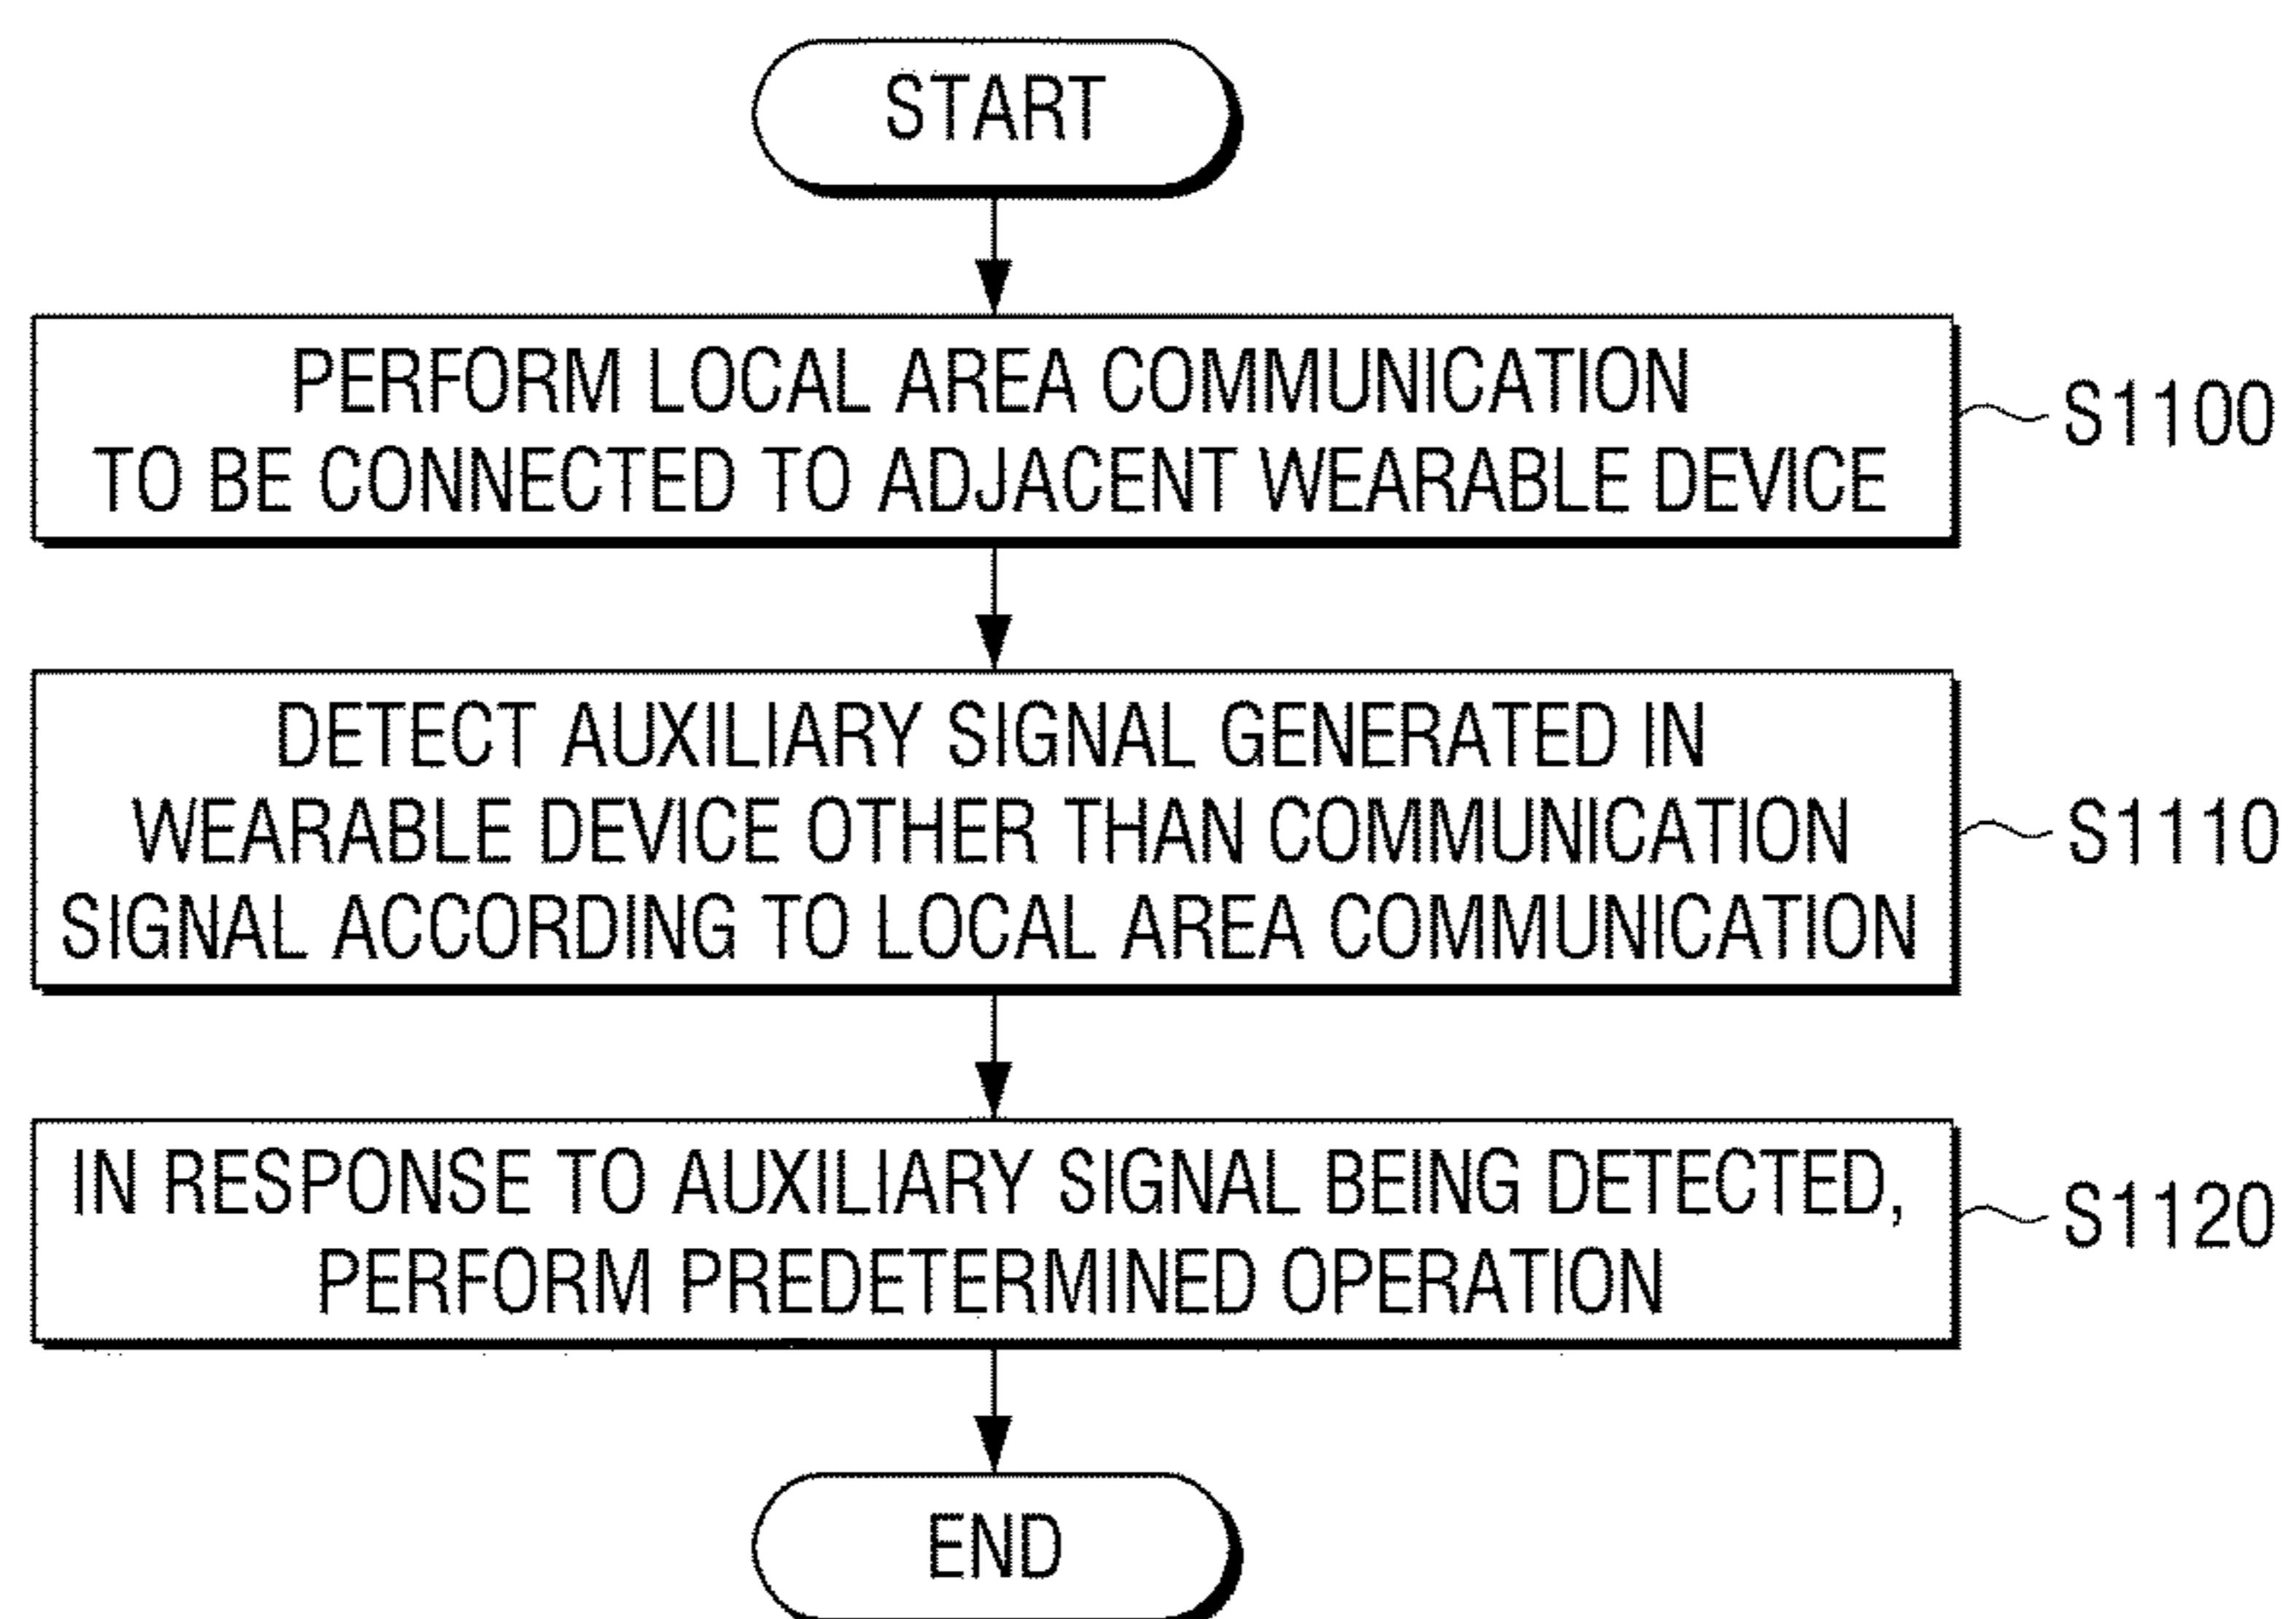 START
PERFORM LOCAL AREA COMMUNICATION
TO BE CONNECTED TO ADJACENT WEARABLE DEVICE
S1100
DETECT AUXILIARY SIGNAL GENERATED IN
WEARABLE DEVICE OTHER THAN COMMUNICATION
SIGNAL ACCORDING TO LOCAL AREA COMMUNICATION
S1110
IN RESPONSE TO AUXILIARY SIGNAL BEING DETECTED,
PERFORM PREDETERMINED OPERATION
S1120
END